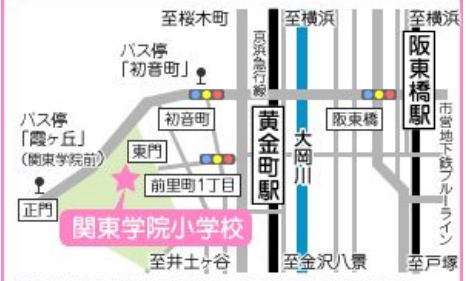 至桜木町
至横浜
至横浜
バス停
「初音町」
京浜急行線
阪東橋駅
初音町
黄金町駅
大岡川
阪東橋
市営地下鉄ブルーライン
バス停
「霞ヶ丘」
(関東学院前)
東門
前里町1丁目
正門
関東学院小学校
至井土ヶ谷
至金沢八景
至戸塚